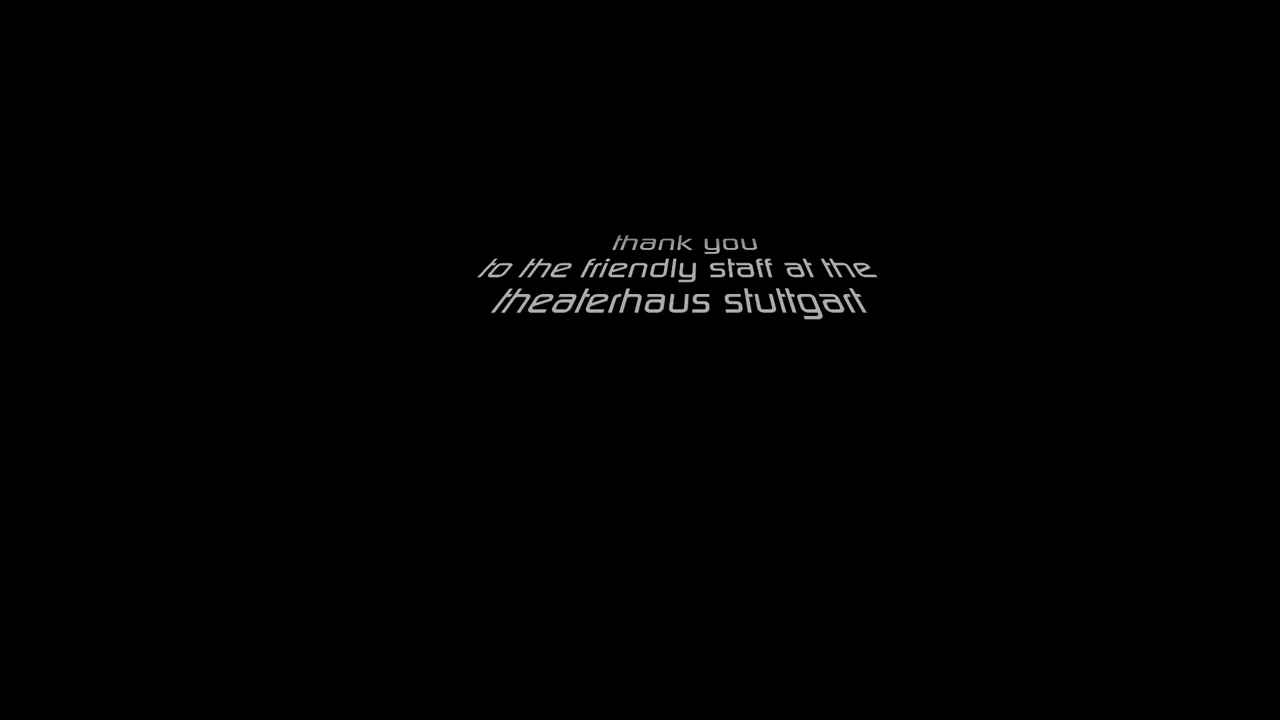 thank you
to the friendly staff at the
theaterhaus stuttgart